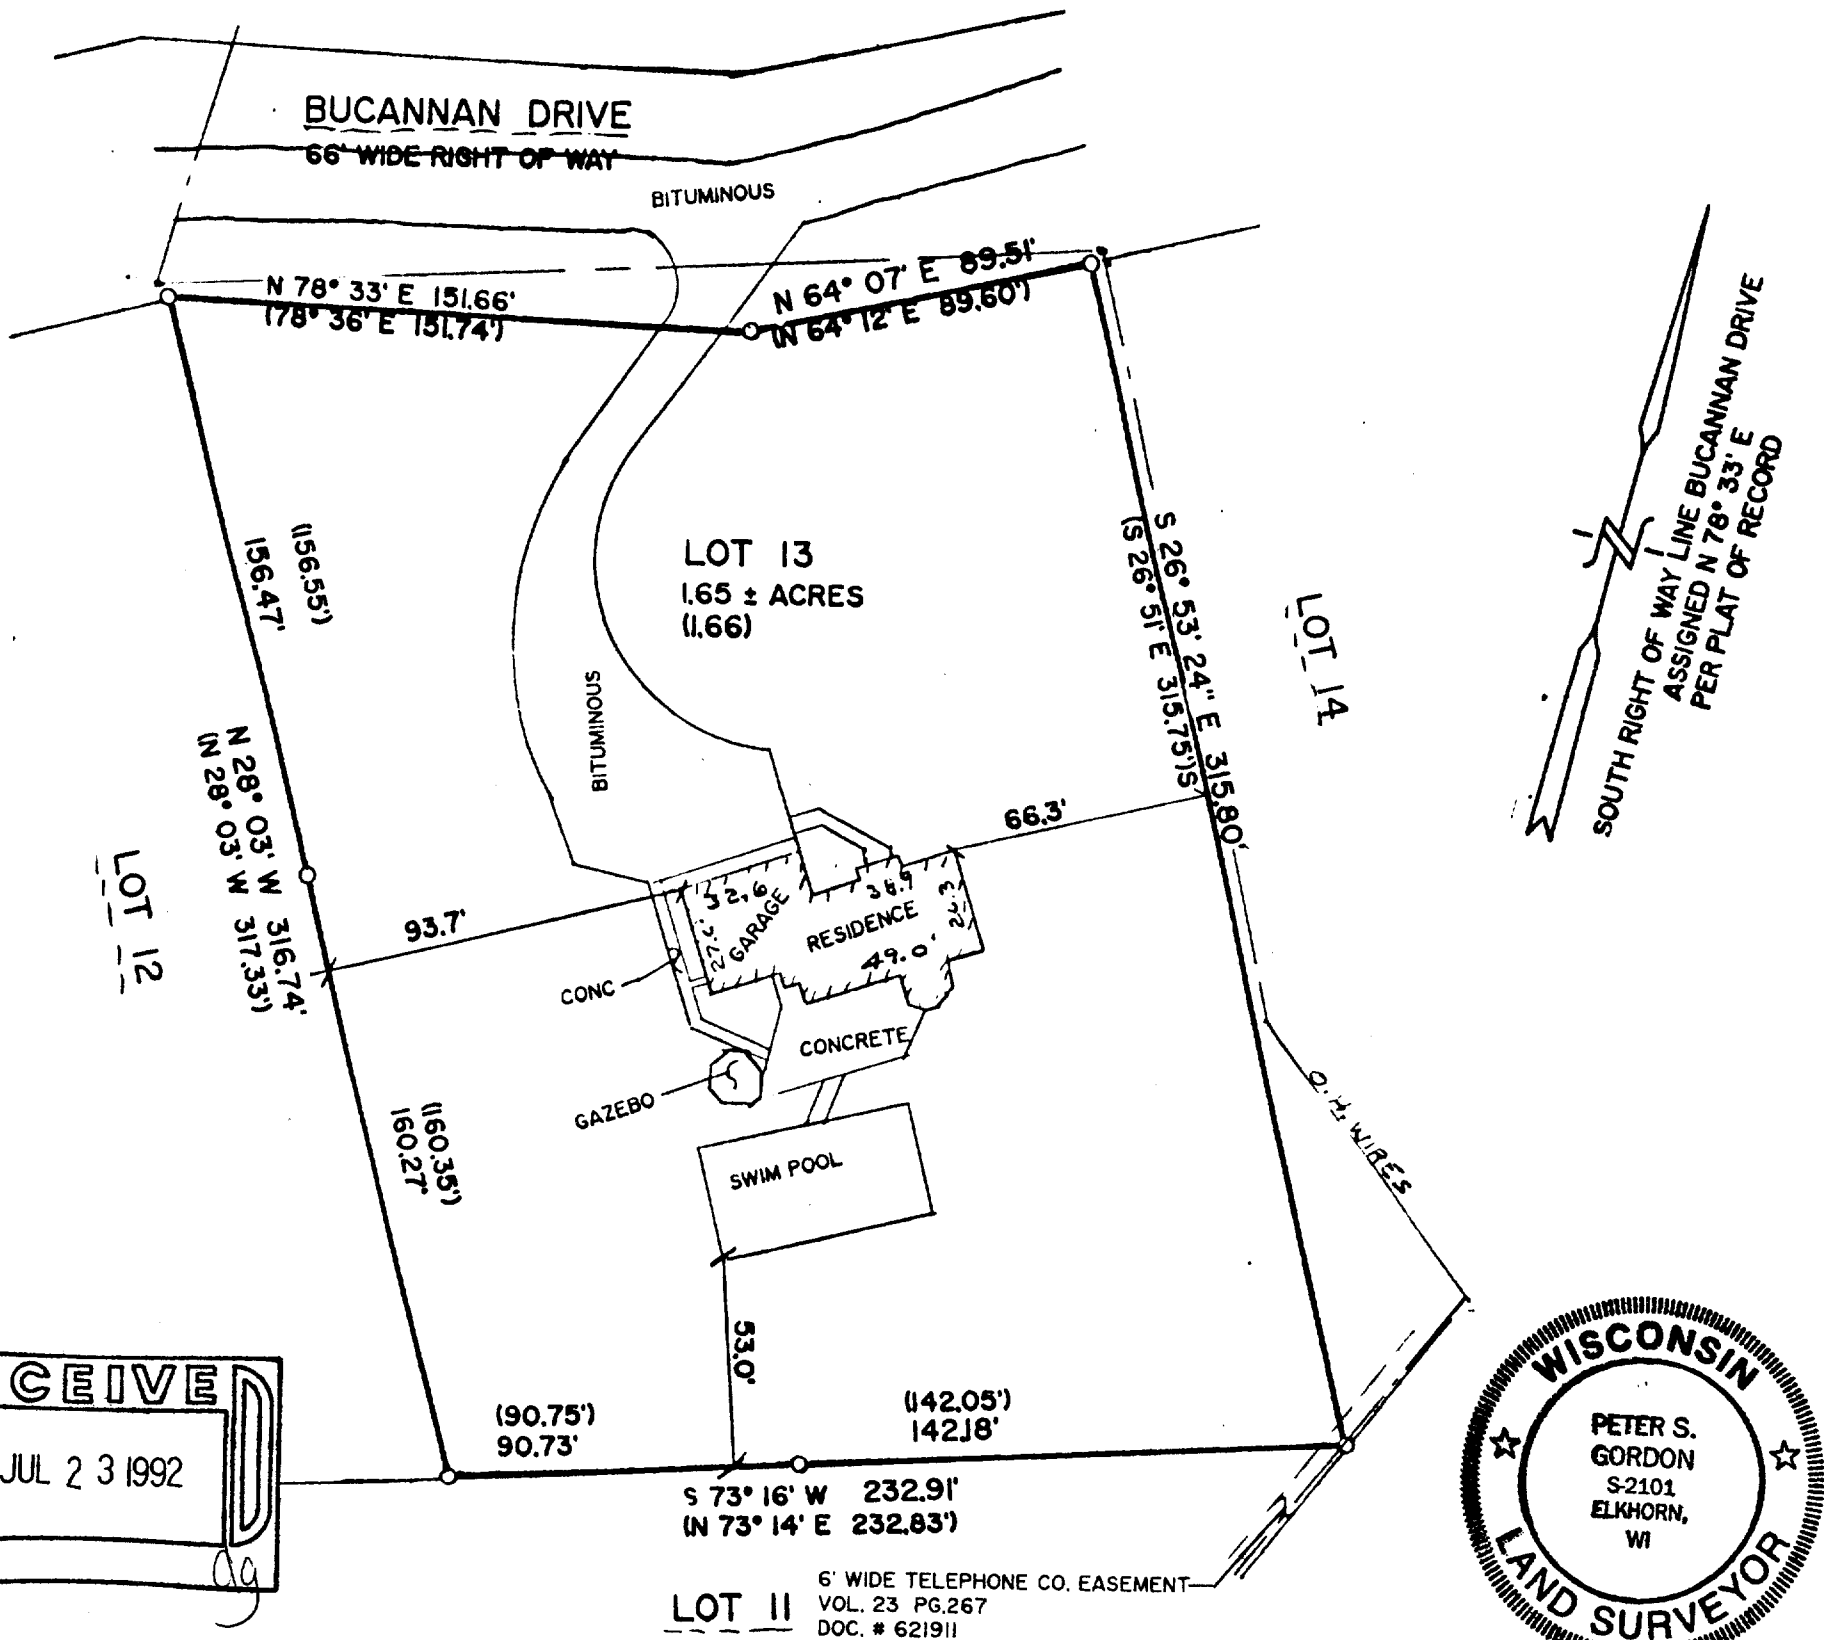 BUCANNAN DRIVE
66' WIDE RIGHT OF WAY
BITUMINOUS
N 78° 33' E 151.66'
(78° 36' E 151.74')
N 64° 07' E 89.51'
(N 64° 12' E 89.60')
SOUTH RIGHT OF WAY LINE BUCANNAN DRIVE
ASSIGNED N 78° 33' E
PER PLAT OF RECORD
N
(156.55')
156.47'
LOT 13
1.65 ± ACRES
(1.66)
S 26° 53' 24" E 315.80'
(S 26° 51' E 315.75')S
LOT 14
BITUMINOUS
N 28° 03' W 316.74'
(N 28° 03' W 317.33')
LOT 12
66.3'
93.7'
32.6
GARAGE
38.9
26.3
RESIDENCE
49.0'
CONC
CONCRETE
GAZEBO
O.H. WIRES
(160.35')
160.27'
SWIM POOL
53.0'
CEIVED
JUL 23 1992
ag
(90.75')
90.73'
(142.05')
142.18'
S 73° 16' W 232.91'
(N 73° 14' E 232.83')
LOT 11
6' WIDE TELEPHONE CO. EASEMENT
VOL. 23 PG.267
DOC. # 621911
WISCONSIN
PETER S.
GORDON
S-2101
ELKHORN,
WI
LAND SURVEYOR